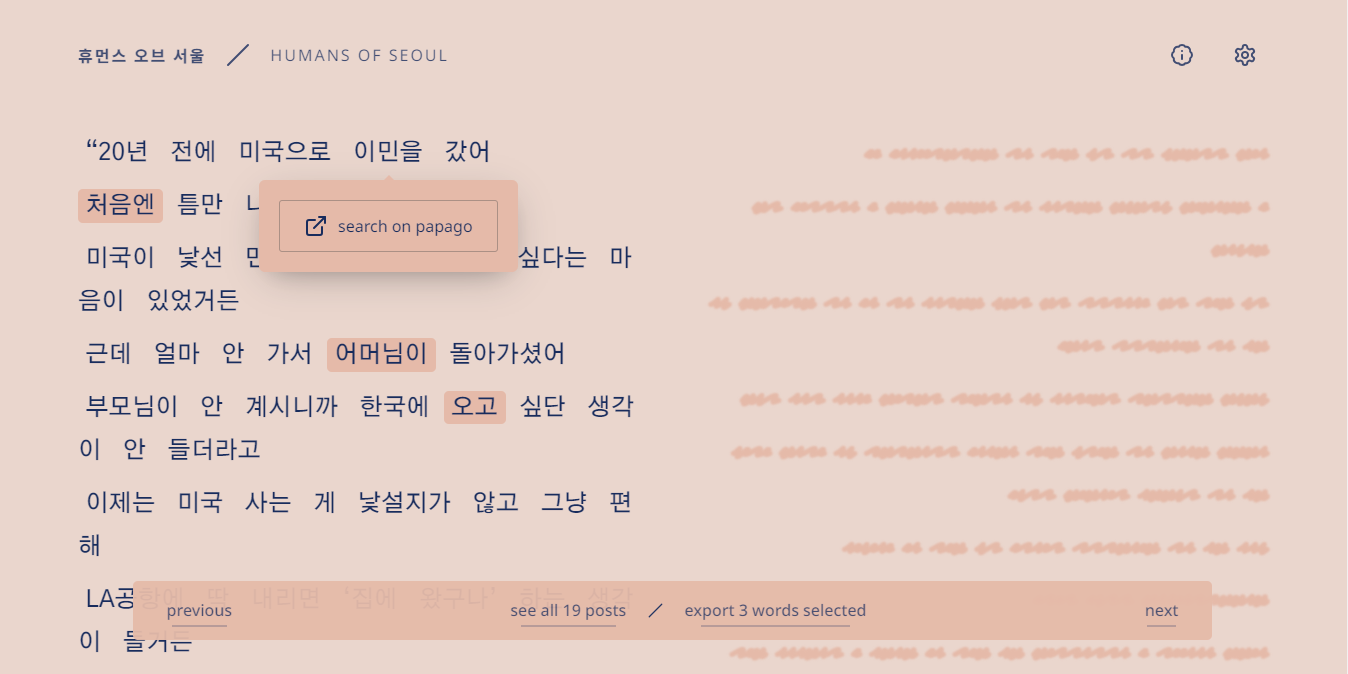 휴먼스 오브 서울 / HUMANS OF SEOUL
“20년 전에 미국으로 이민을 갔어
처음엔 틈만
search on papago
미국이 낯선 싶다는 마
음이 있었거든
근데 얼마 안 가서 어머님이 돌아가셨어
부모님이 안 계시니까 한국에 오고 싶단 생각
이 안 들더라고
이제는 미국 사는 게 낯설지가 않고 그냥 편
해
LA공항에 딱 내리면 ‘집에 왔구나’ 하는 생각
previous see all 19 posts / export 3 words selected next
이 들거든